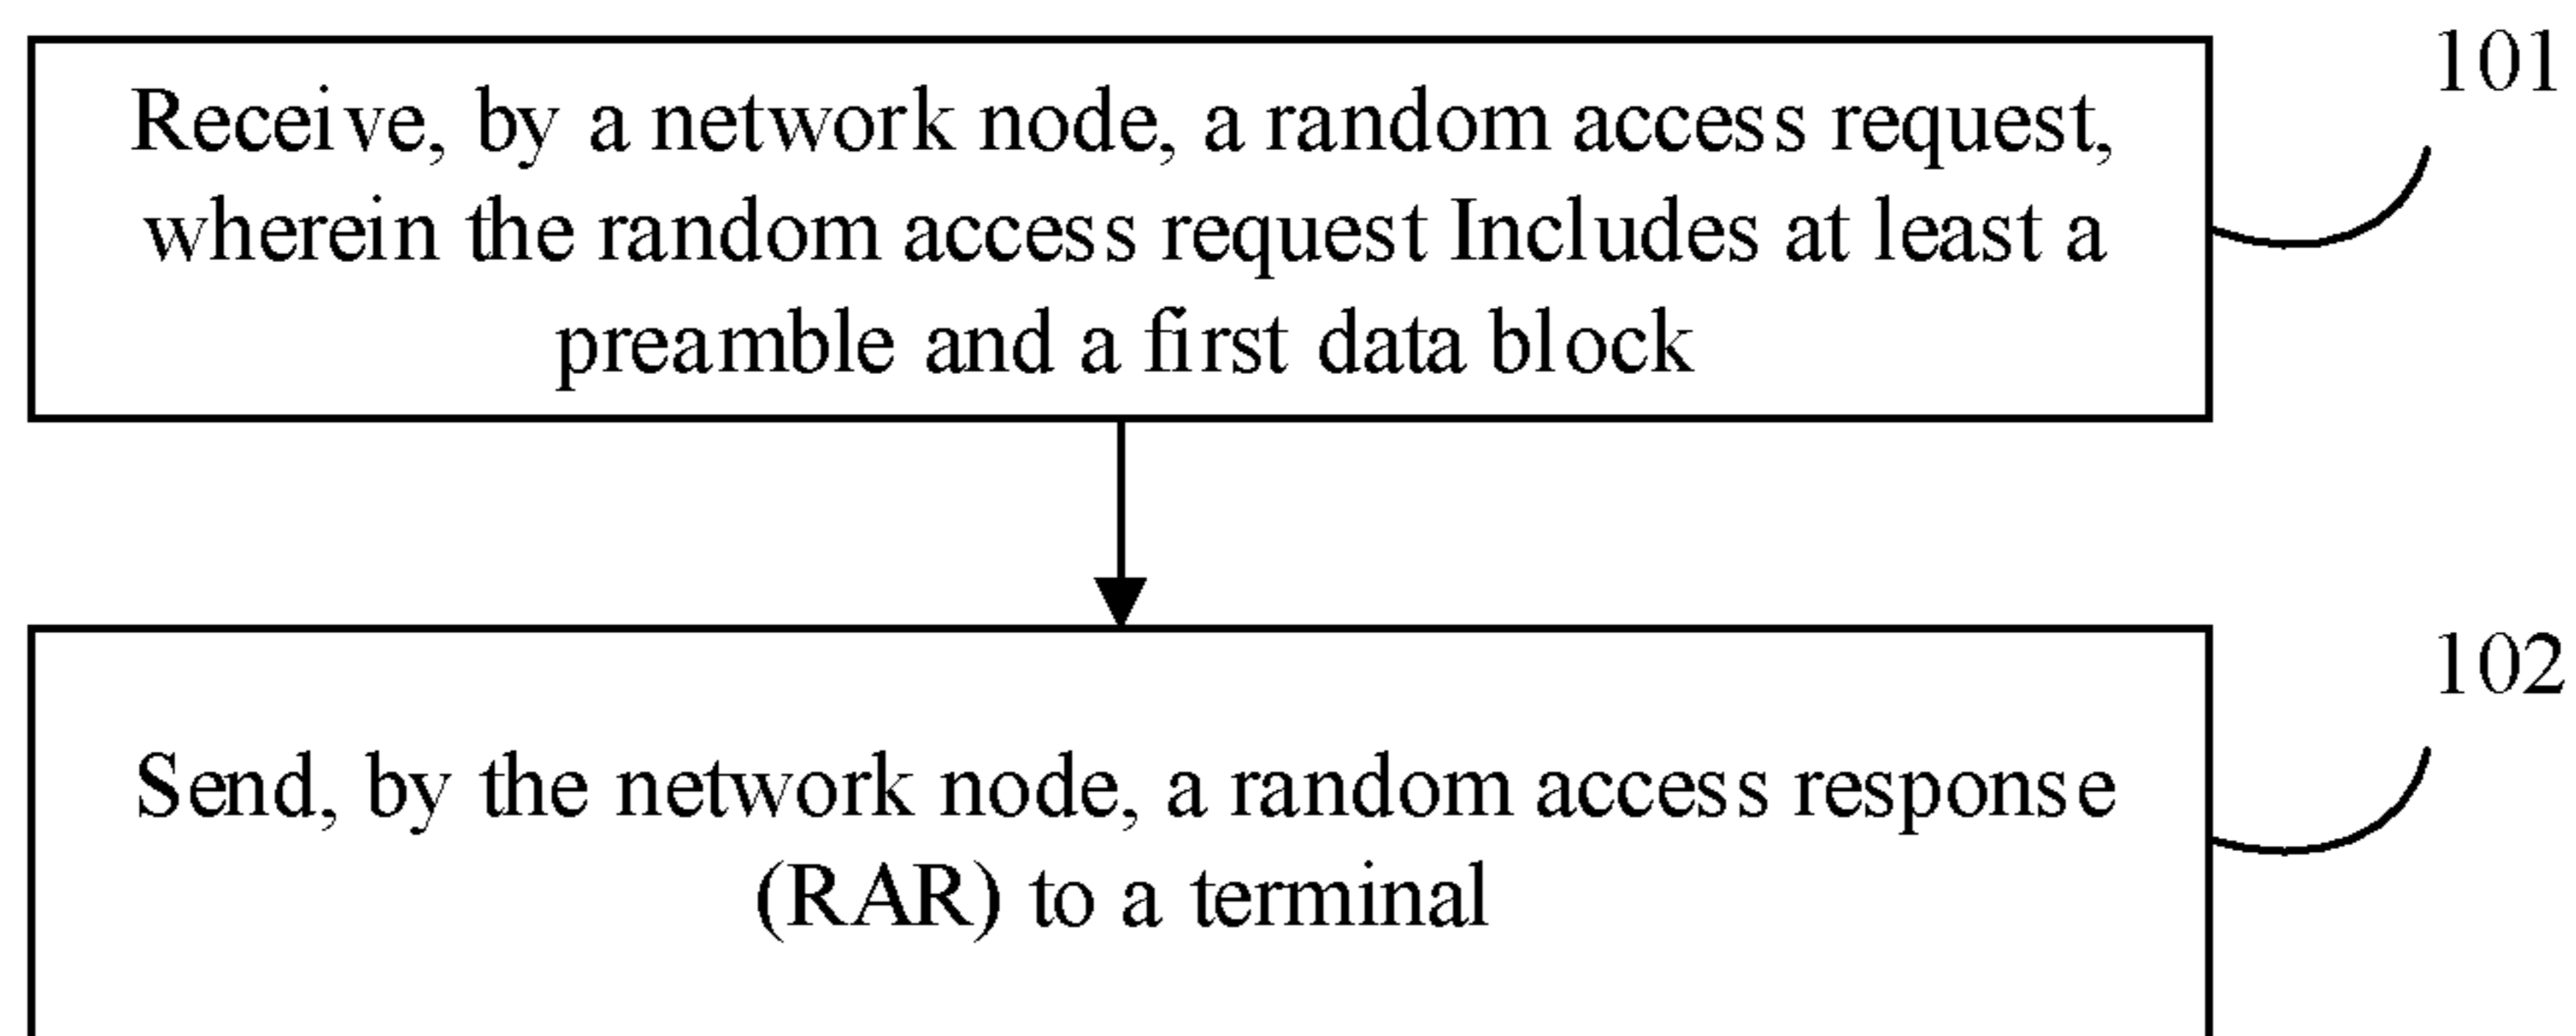 101
Receive, by a network node, a random access request,
wherein the random access request Includes at least a
preamble and a first data block
102
Send, by the network node, a random access response
(RAR) to a terminal